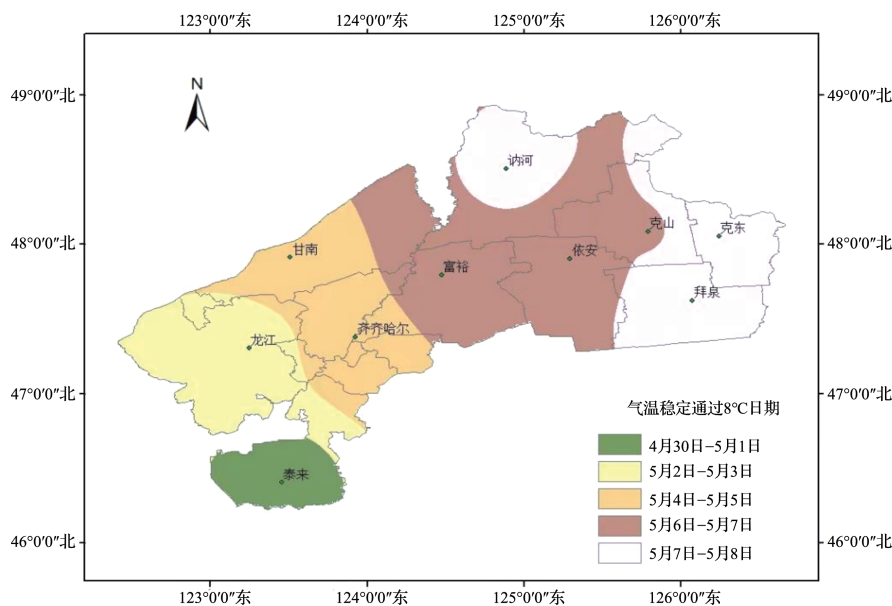 123°0′0″东 124°0′0″东 125°0′0″东 126°0′0″东
N
49°0′0″北 49°0′0″北
讷河
48°0′0″北 甘南 克山 克东 48°0′0″北
富裕 依安
拜泉
龙江 齐齐哈尔
47°0′0″北 47°0′0″北
气温稳定通过8℃日期
4月30日-5月1日
泰来 5月2日-5月3日
5月4日-5月5日
5月6日-5月7日
46°0′0″北 5月7日-5月8日 46°0′0″北
123°0′0″东 124°0′0″东 125°0′0″东 126°0′0″东